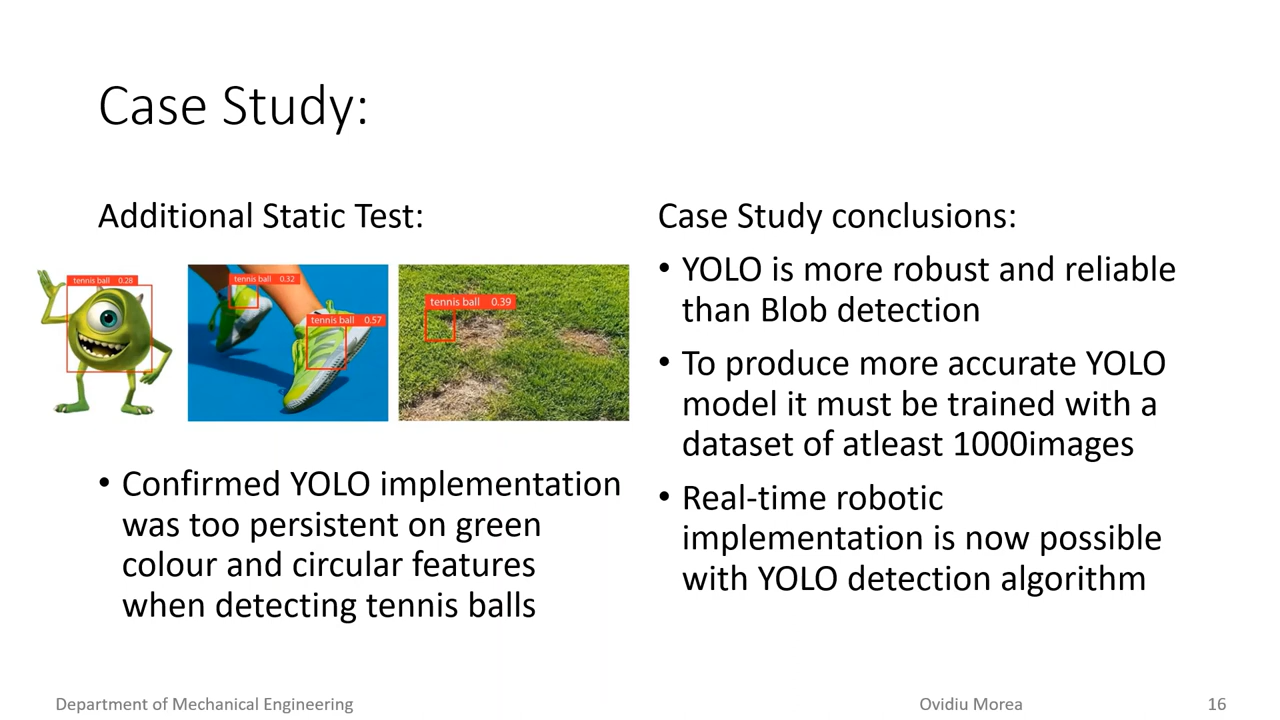 Case Study:
Additional Static Test:
tennis ball 0.28
tennis ball 0.32
tennis ball 0.57
tennis ball 0.39
• Confirmed YOLO implementation
was too persistent on green
colour and circular features
when detecting tennis balls
Case Study conclusions:
• YOLO is more robust and reliable
than Blob detection
• To produce more accurate YOLO
model it must be trained with a
dataset of atleast 1000images
• Real-time robotic
implementation is now possible
with YOLO detection algorithm
Department of Mechanical Engineering
Ovidiu Morea
16